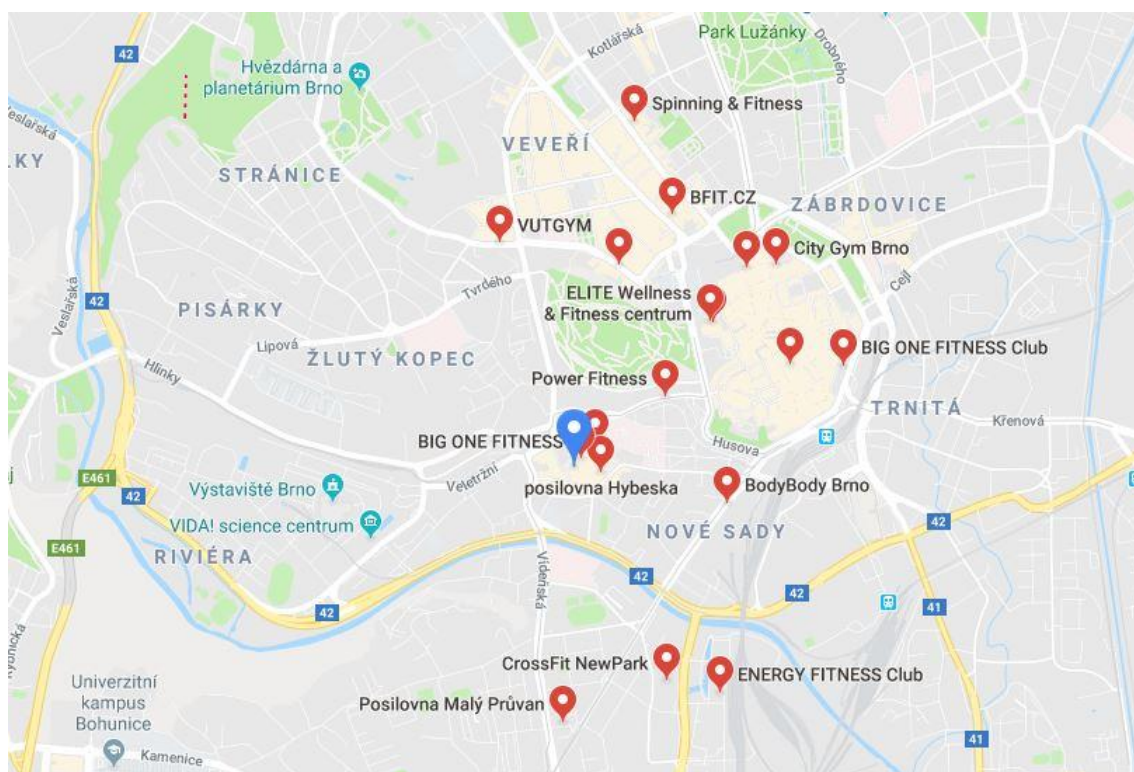 42
Hvězdárna a
planetárium Brno
Kotlářská
Park Lužánky
Drobného
Veslařská
Spinning & Fitness
VEVEŘÍ
LKY
STRÁNICE
BFIT.CZ
ZÁBRDOVICE
VUTGYM
City Gym Brno
Cejl
Tvrdého
42
ELITE Wellness
& Fitness centrum
Veslařská
PISÁRKY
Lipová
ŽLUTÝ KOPEC
BIG ONE FITNESS Club
Hlinky
Power Fitness
TRNITÁ
Křenová
BIG ONE FITNESS
Husova
E461
Veletržní
posilovna Hybeska
BodyBody Brno
Výstaviště Brno
42
42
VIDA! science centrum
NOVÉ SADY
42
E461
RIVIÉRA
Vídeňská
42
42
42
41
CrossFit NewPark
ENERGY FITNESS Club
Univerzitní
kampus
Bohunice
Posilovna Malý Průvan
41
Kamenice